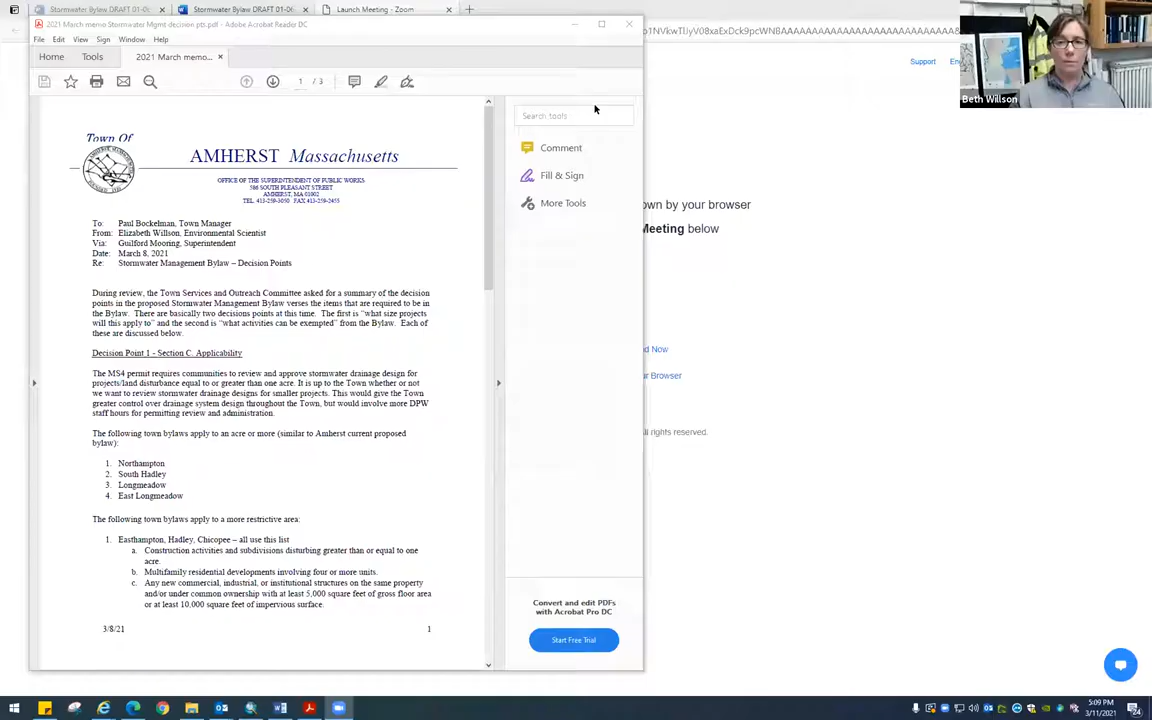 Stormwater Bylaw DRAFT 01-0
Stormwater Bylaw DRAFT 01-06
Launch Meeting - Zoom
2021 March memo Stormwater Mgmt decision pts.pdf - Adobe Acrobat Reader DC
File Edit View Sign Window Help
Home Tools 2021 March memo...
1 / 3
Support
Beth Willson
Search tools
Comment
Fill & Sign
More Tools
Town Of
AMHERST Massachusetts
OFFICE OF THE SUPERINTENDENT OF PUBLIC WORKS
586 SOUTH PLEASANT STREET
AMHERST, MA 01002
TEL. 413-259-3050 FAX 413-259-2455
To: Paul Bockelman, Town Manager
From: Elizabeth Willson, Environmental Scientist
Via: Guilford Mooring, Superintendent
Date: March 8, 2021
Re: Stormwater Management Bylaw – Decision Points
During review, the Town Services and Outreach Committee asked for a summary of the decision
points in the proposed Stormwater Management Bylaw verses the items that are required to be in
the Bylaw. There are basically two decisions points at this time. The first is “what size projects
will this apply to” and the second is “what activities can be exempted” from the Bylaw. Each of
these are discussed below.
Decision Point 1 - Section C. Applicability
The MS4 permit requires communities to review and approve stormwater drainage design for
projects/land disturbance equal to or greater than one acre. It is up to the Town whether or not
we want to review stormwater drainage designs for smaller projects. This would give the Town
greater control over drainage system design throughout the Town, but would involve more DPW
staff hours for permitting review and administration.
The following town bylaws apply to an acre or more (similar to Amherst current proposed
bylaw):
1. Northampton
2. South Hadley
3. Longmeadow
4. East Longmeadow
The following town bylaws apply to a more restrictive area:
1. Easthampton, Hadley, Chicopee – all use this list
a. Construction activities and subdivisions disturbing greater than or equal to one
acre.
b. Multifamily residential developments involving four or more units.
c. Any new commercial, industrial, or institutional structures on the same property
and/or under common ownership with at least 5,000 square feet of gross floor area
or at least 10,000 square feet of impervious surface.
3/8/21 1
Convert and edit PDFs
with Acrobat Pro DC
Start Free Trial
own by your browser
Meeting below
d Now
ur Browser
ll rights reserved.
5:09 PM
3/11/2021
24